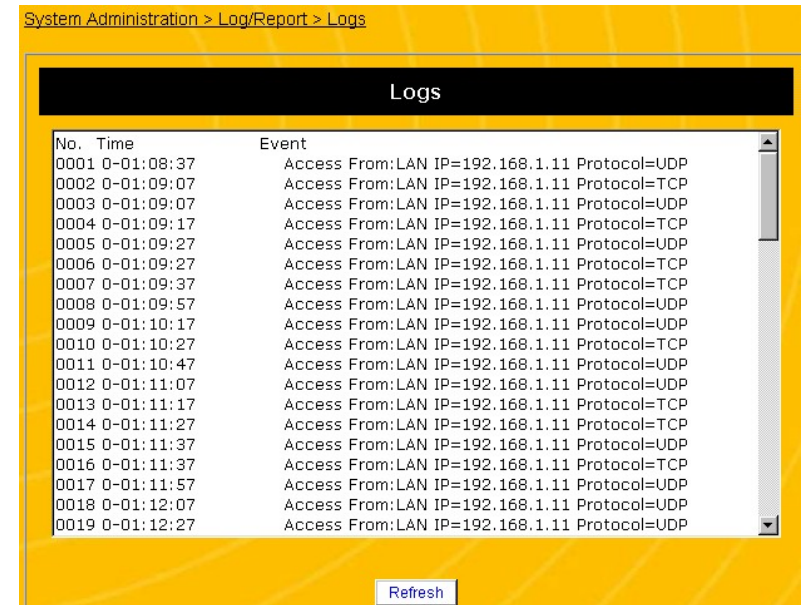 System Administration > Log/Report > Logs
Logs
No. Time Event
0001 0-01:08:37 Access From:LAN IP=192.168.1.11 Protocol=UDP
0002 0-01:09:07 Access From:LAN IP=192.168.1.11 Protocol=TCP
0003 0-01:09:07 Access From:LAN IP=192.168.1.11 Protocol=UDP
0004 0-01:09:17 Access From:LAN IP=192.168.1.11 Protocol=TCP
0005 0-01:09:27 Access From:LAN IP=192.168.1.11 Protocol=UDP
0006 0-01:09:27 Access From:LAN IP=192.168.1.11 Protocol=TCP
0007 0-01:09:37 Access From:LAN IP=192.168.1.11 Protocol=TCP
0008 0-01:09:57 Access From:LAN IP=192.168.1.11 Protocol=UDP
0009 0-01:10:17 Access From:LAN IP=192.168.1.11 Protocol=UDP
0010 0-01:10:27 Access From:LAN IP=192.168.1.11 Protocol=TCP
0011 0-01:10:47 Access From:LAN IP=192.168.1.11 Protocol=UDP
0012 0-01:11:07 Access From:LAN IP=192.168.1.11 Protocol=UDP
0013 0-01:11:17 Access From:LAN IP=192.168.1.11 Protocol=TCP
0014 0-01:11:27 Access From:LAN IP=192.168.1.11 Protocol=TCP
0015 0-01:11:37 Access From:LAN IP=192.168.1.11 Protocol=UDP
0016 0-01:11:37 Access From:LAN IP=192.168.1.11 Protocol=TCP
0017 0-01:11:57 Access From:LAN IP=192.168.1.11 Protocol=UDP
0018 0-01:12:07 Access From:LAN IP=192.168.1.11 Protocol=UDP
0019 0-01:12:27 Access From:LAN IP=192.168.1.11 Protocol=UDP
Refresh